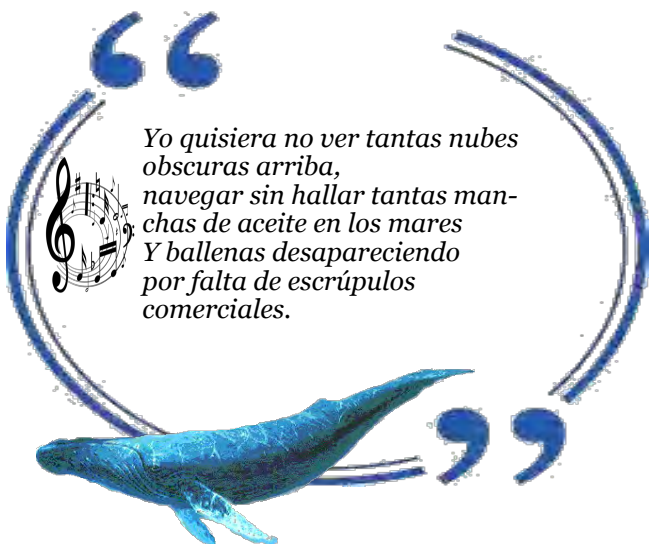 Yo quisiera no ver tantas nubes
obscuras arriba,
navegar sin hallar tantas man-
chas de aceite en los mares
Y ballenas desapareciendo
por falta de escrúpulos
comerciales.